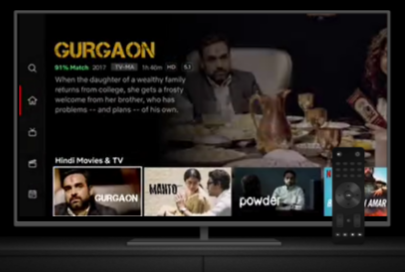 GURGAON
91% Match 2017 TV-MA 1h 40m HD 5.1
When the daughter of a wealthy family
returns from college, she gets a frosty
welcome from her brother, who has
problems -- and plans -- of his own.
Hindi Movies & TV
GURGAON
MANTO
powder
AMAR